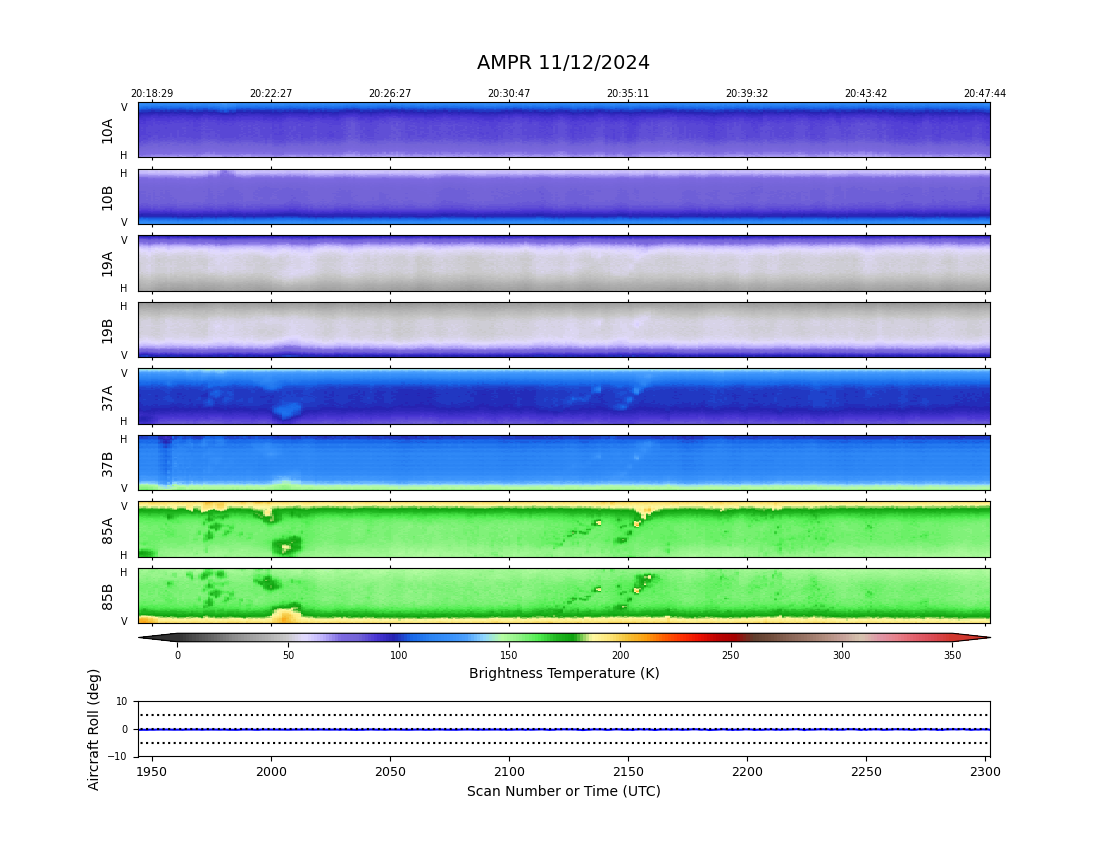 AMPR 11/12/2024
20:18:29 20:22:27 20:26:27 20:30:47 20:35:11 20:39:32 20:43:42 20:47:44
V
10A
H
H
10B
V
V
19A
H
H
19B
V
V
37A
H
H
37B
V
V
85A
H
H
85B
V
0 50 100 150 200 250 300 350
Brightness Temperature (K)
Aircraft Roll (deg)
10
0
−10
1950 2000 2050 2100 2150 2200 2250 2300
Scan Number or Time (UTC)